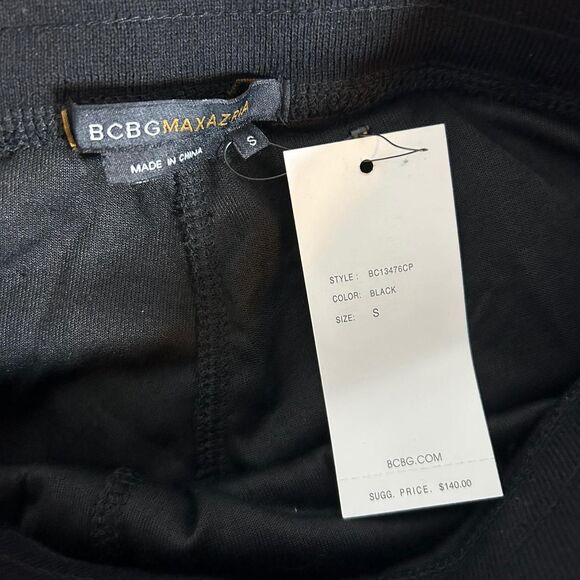 BCBGMAXAZRIA
S
MADE IN CHINA
STYLE : BC13476CP
COLOR: BLACK
SIZE: S
BCBG.COM
SUGG. PRICE. $140.00